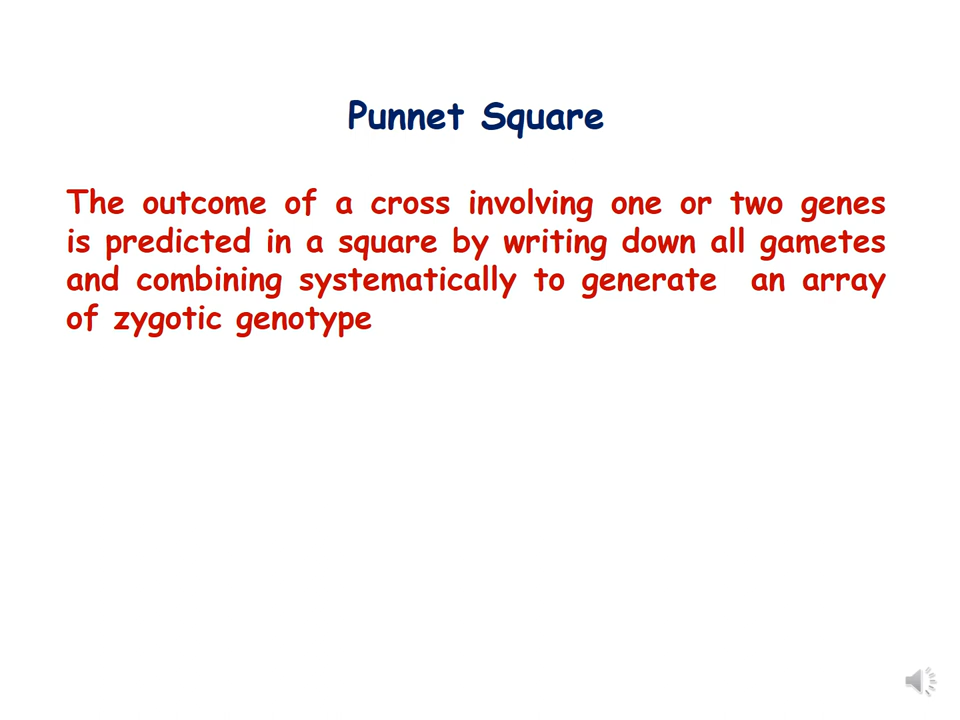 Punnet Square
The outcome of a cross involving one or two genes
is predicted in a square by writing down all gametes
and combining systematically to generate an array
of zygotic genotype